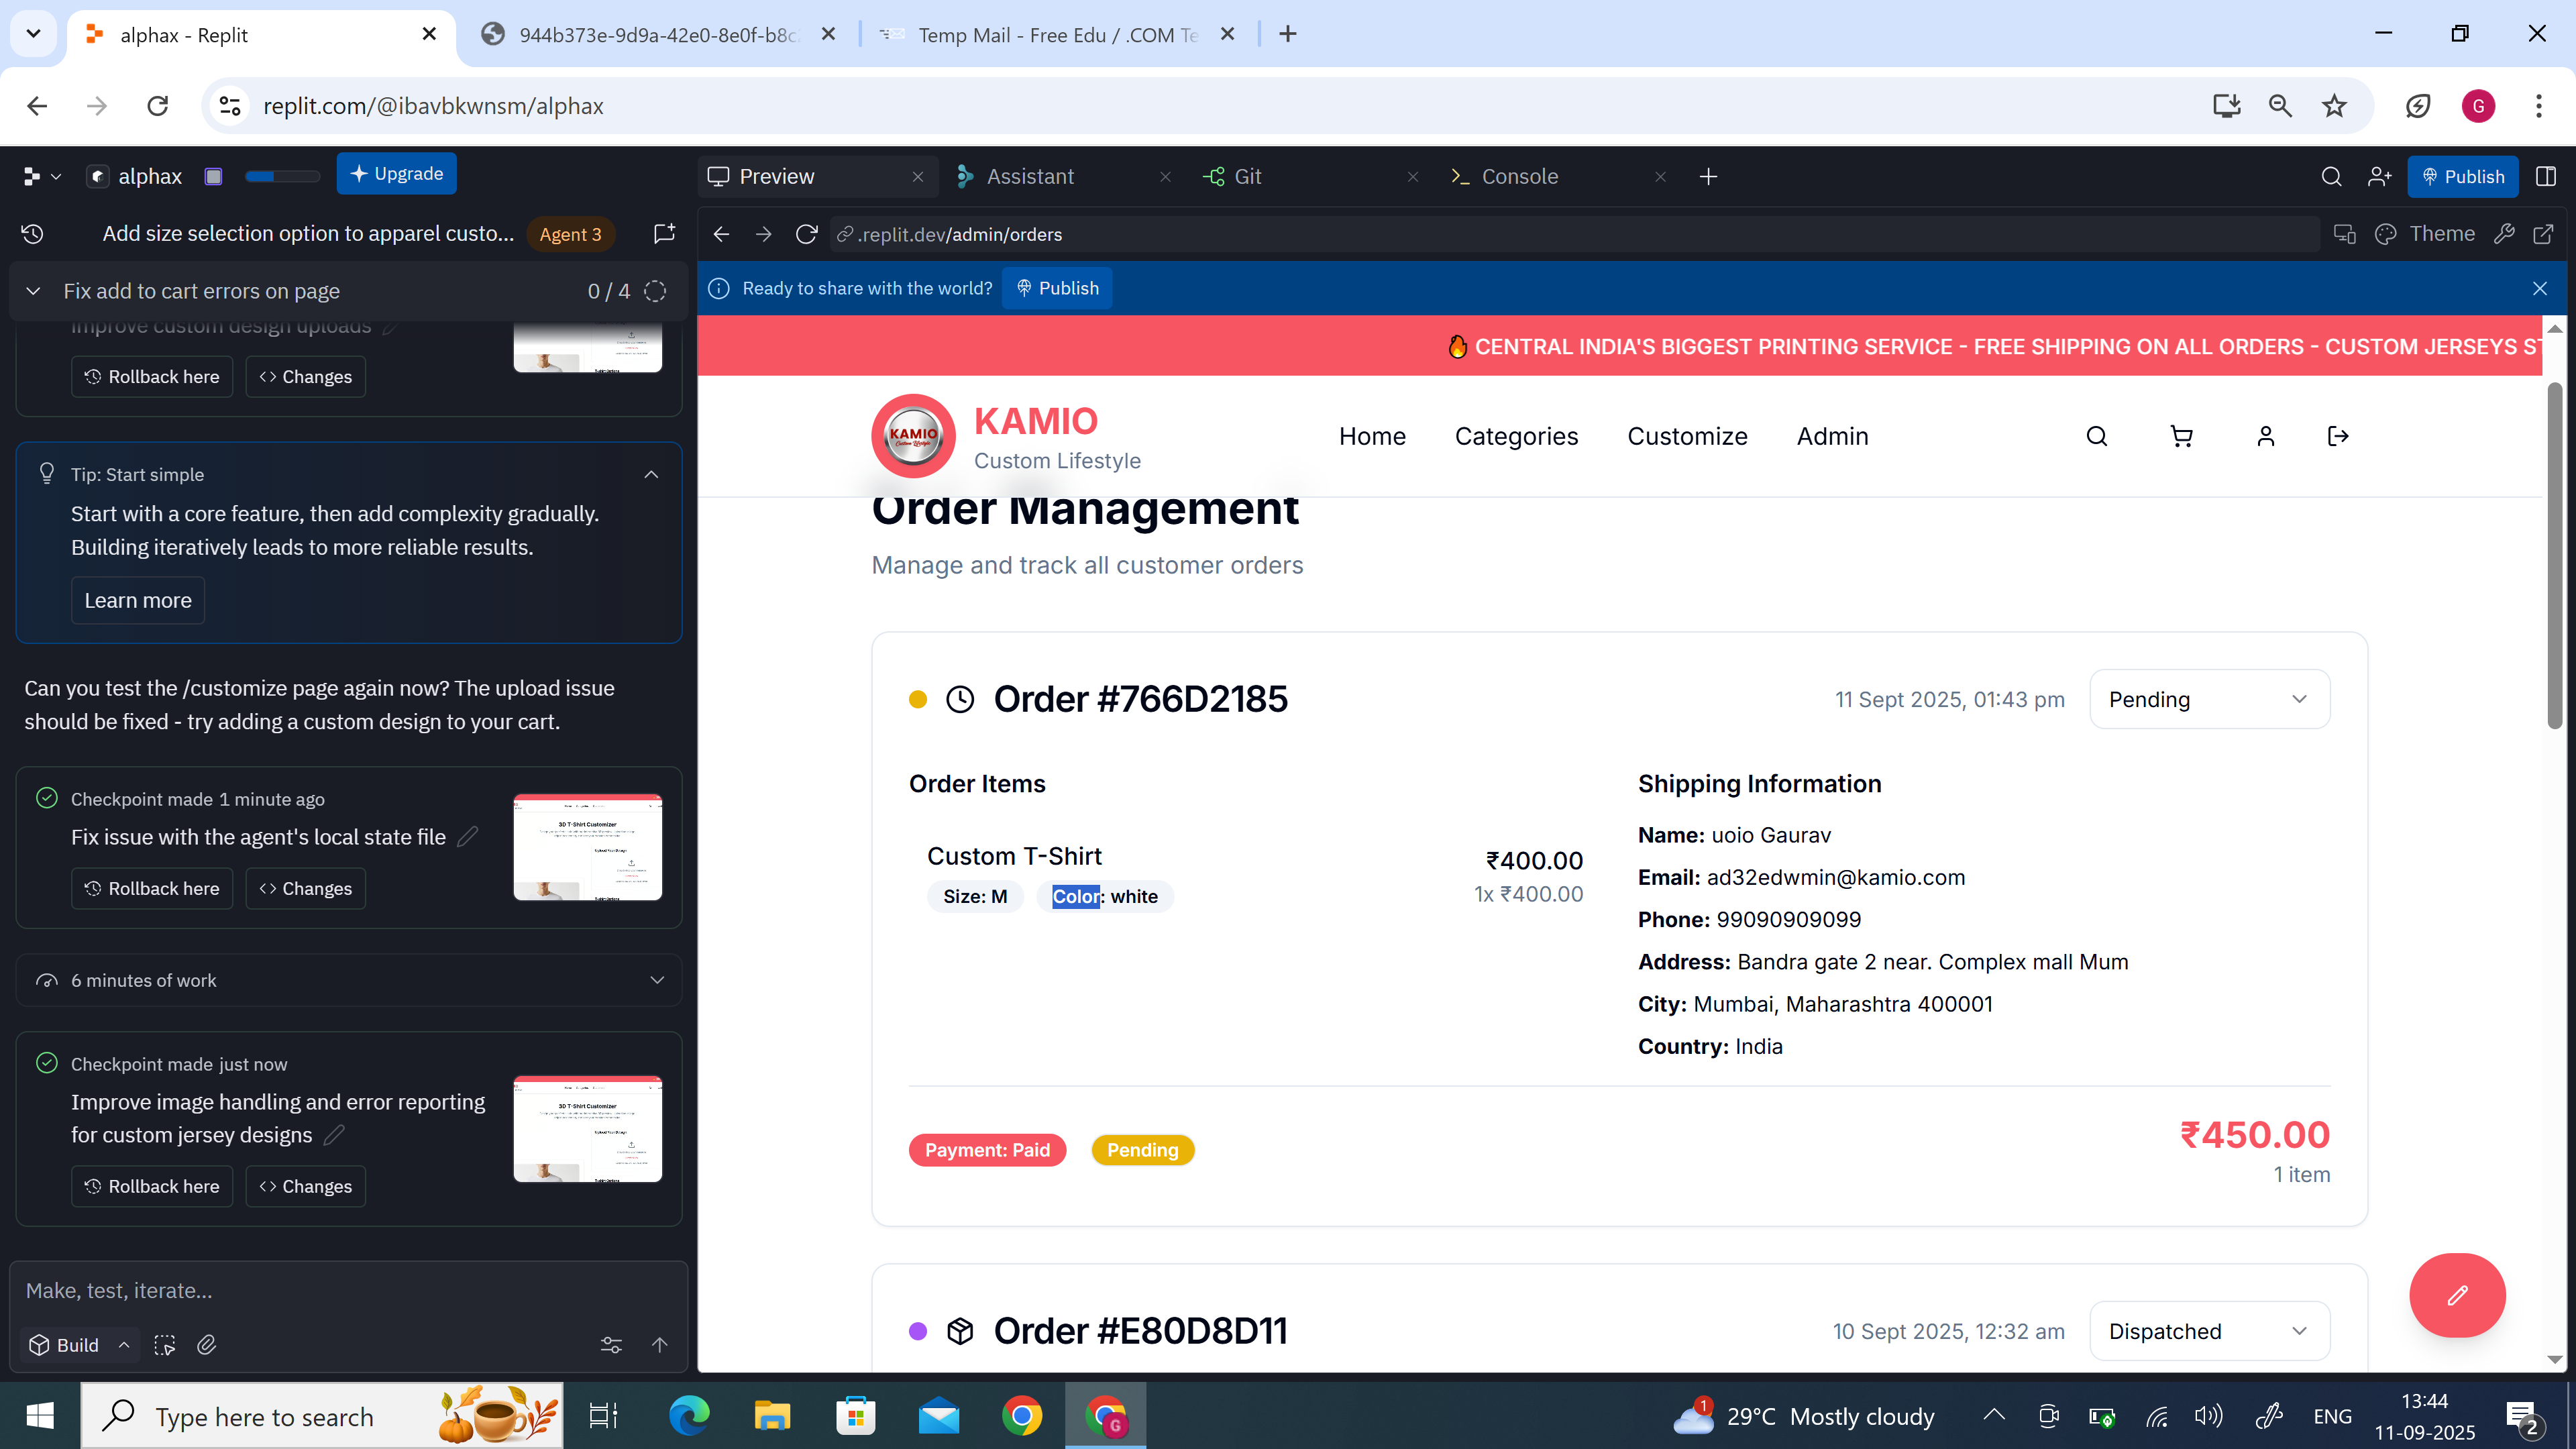 alphax - Replit
944b373e-9d9a-42e0-8e0f-b8c
Temp Mail - Free Edu / .COM Te
replit.com/@ibavbkwnsm/alphax
G
alphax
Upgrade
Preview
Assistant
Git
Console
Publish
Add size selection option to apparel custo...
Agent 3
.replit.dev/admin/orders
Theme
Fix add to cart errors on page
0 / 4
Ready to share with the world?
Publish
improve custom design uploads
Rollback here
Changes
Tip: Start simple
Start with a core feature, then add complexity gradually.
Building iteratively leads to more reliable results.
Learn more
Can you test the /customize page again now? The upload issue
should be fixed - try adding a custom design to your cart.
Checkpoint made 1 minute ago
Fix issue with the agent's local state file
Rollback here
Changes
6 minutes of work
Checkpoint made just now
Improve image handling and error reporting
for custom jersey designs
Rollback here
Changes
Make, test, iterate...
Build
🔥 CENTRAL INDIA'S BIGGEST PRINTING SERVICE - FREE SHIPPING ON ALL ORDERS - CUSTOM JERSEYS ST
KAMIO
KAMIO
Custom Lifestyle
Home
Categories
Customize
Admin
Order Management
Manage and track all customer orders
Order #766D2185
11 Sept 2025, 01:43 pm
Pending
Order Items
Custom T-Shirt
Size: M
Color: white
₹400.00
1x ₹400.00
Shipping Information
Name: uoio Gaurav
Email: ad32edwmin@kamio.com
Phone: 99090909099
Address: Bandra gate 2 near. Complex mall Mum
City: Mumbai, Maharashtra 400001
Country: India
Payment: Paid
Pending
₹450.00
1 item
Order #E80D8D11
10 Sept 2025, 12:32 am
Dispatched
Type here to search
G
1
29°C Mostly cloudy
ENG
13:44
11-09-2025
2